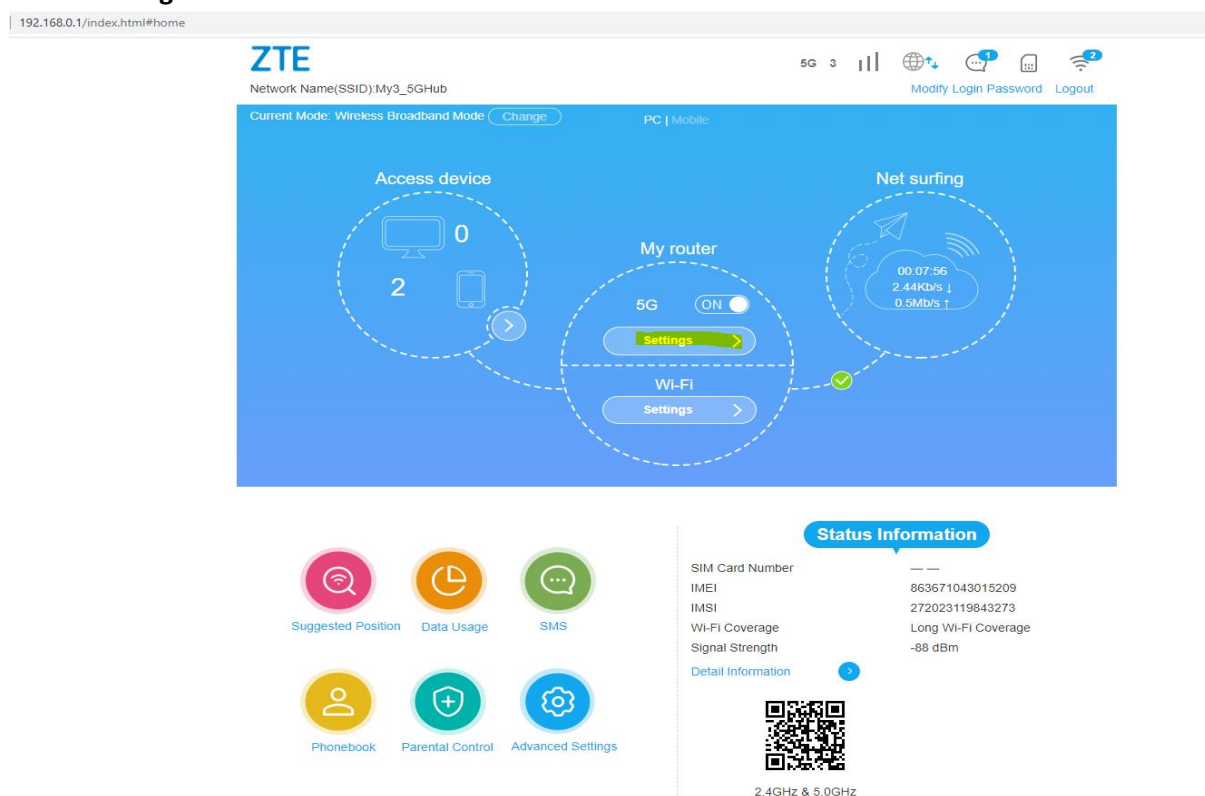 192.168.0.1/index.html#home
ZTE
5G 3
1
2
Network Name(SSID):My3_5GHub
Modify Login Password Logout
Current Mode: Wireless Broadband Mode Change
PC | Mobile
Access device
0
2
My router
5G ON
Settings
Wi-Fi
Settings
Net surfing
00:07:56
2.44Kb/s ↓
0.5Mb/s ↑
Suggested Position
Data Usage
SMS
Phonebook
Parental Control
Advanced Settings
Status Information
SIM Card Number — —
IMEI 863671043015209
IMSI 272023119843273
Wi-Fi Coverage Long Wi-Fi Coverage
Signal Strength -88 dBm
Detail Information
2.4GHz & 5.0GHz